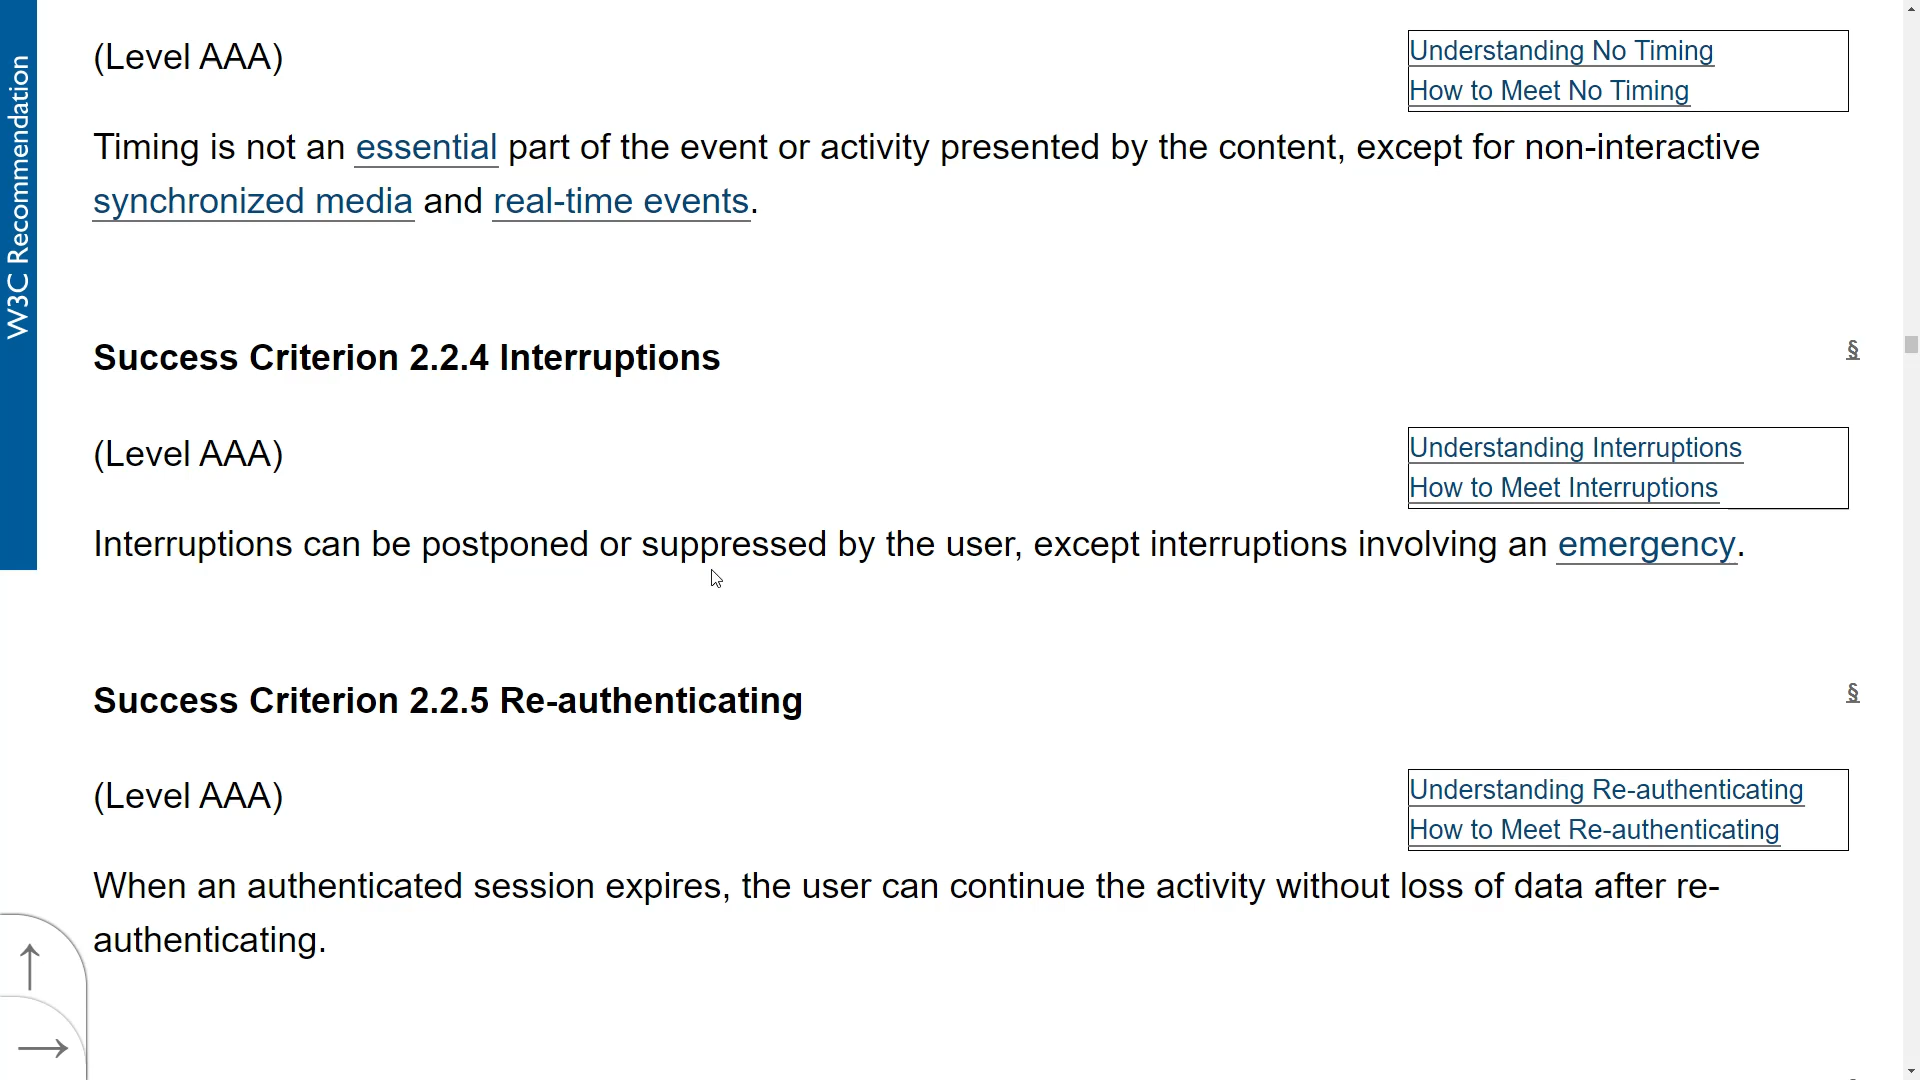 W3C Recommendation
(Level AAA)
Understanding No Timing
How to Meet No Timing
Timing is not an essential part of the event or activity presented by the content, except for non-interactive
synchronized media and real-time events.
Success Criterion 2.2.4 Interruptions
§
(Level AAA)
Understanding Interruptions
How to Meet Interruptions
Interruptions can be postponed or suppressed by the user, except interruptions involving an emergency.
Success Criterion 2.2.5 Re-authenticating
§
(Level AAA)
Understanding Re-authenticating
How to Meet Re-authenticating
When an authenticated session expires, the user can continue the activity without loss of data after re-
authenticating.
↑
→